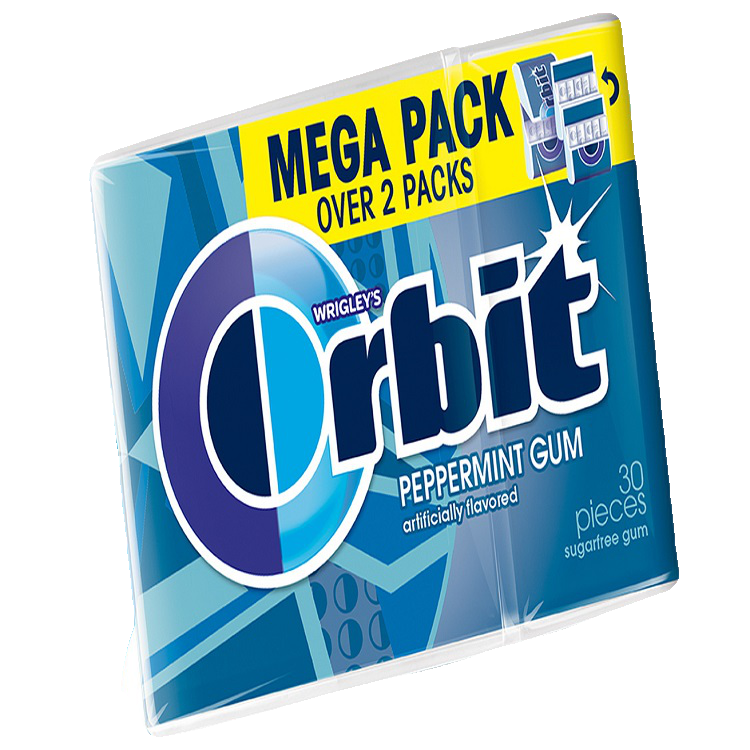 MEGA PACK
OVER 2 PACKS
WRIGLEY'S
Orbit
PEPPERMINT GUM
artificially flavored
30
pieces
sugarfree gum